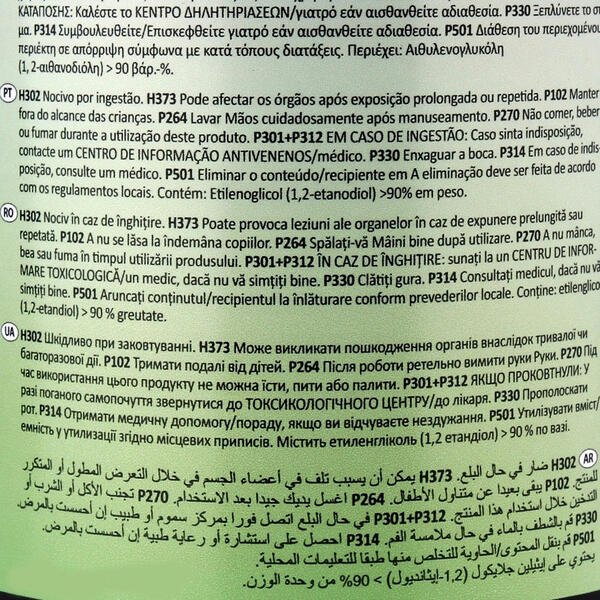 ΚΑΤΑΠΟΣΗΣ: Καλέστε το ΚΕΝΤΡΟ ΔΗΛΗΤΗΡΙΑΣΕΩΝ/γιατρό εάν αισθανθείτε αδιαθεσία. P330 Ξεπλύνετε το στ
μα. P314 Συμβουλευθείτε/Επισκεφθείτε γιατρό εάν αισθανθείτε αδιαθεσία. P501 Διάθεση του περιεχομένου
περιέκτη σε απόρριψη σύμφωνα με κατά τόπους διατάξεις. Περιέχει: Αιθυλενογλυκόλη
(1, 2-αιθανοδιόλη) > 90 βάρ.-%.
PT H302 Nocivo por ingestão. H373 Pode afectar os órgãos após exposição prolongada ou repetida. P102 Manter
fora do alcance das crianças. P264 Lavar Mãos cuidadosamente após manuseamento. P270 Não comer, beber
ou fumar durante a utilização deste produto. P301+P312 EM CASO DE INGESTÃO: Caso sinta indisposição,
contacte um CENTRO DE INFORMAÇÃO ANTIVENENOS/médico. P330 Enxaguar a boca. P314 Em caso de indis-
posição, consulte um médico. P501 Eliminar o conteúdo/recipiente em A eliminação deve ser feita de acordo
com os regulamentos locais. Contém: Etilenoglicol (1,2-etanodiol) >90% em peso.
RO H302 Nociv în caz de înghițire. H373 Poate provoca leziuni ale organelor în caz de expunere prelungită sau
repetată. P102 A nu se lăsa la îndemâna copiilor. P264 Spălați-vă Mâini bine după utilizare. P270 A nu mânca,
bea sau fuma în timpul utilizării produsului. P301+P312 ÎN CAZ DE ÎNGHIȚIRE: sunați la un CENTRU DE INFOR-
MARE TOXICOLOGICĂ/un medic, dacă nu vă simțiți bine. P330 Clătiți gura. P314 Consultați medicul, dacă nu vă
simțiți bine. P501 Aruncați conținutul/recipientul la înlăturare conform prevederilor locale. Conține: etilenglico
(1,2-etandiol) > 90 % greutate.
UA H302 Шкідливо при заковтуванні. H373 Може викликати пошкодження органів внаслідок тривалої чи
багаторазової дії. P102 Тримати подалі від дітей. P264 Після роботи ретельно вимити руки Руки. P270 Під
час використання цього продукту не можна їсти, пити або палити. P301+P312 ЯКЩО ПРОКОВТНУЛИ: У
разі поганого самопочуття звернутися до ТОКСИКОЛОГІЧНОГО ЦЕНТРУ/до лікаря. P330 Прополоскати
рот. P314 Отримати медичну допомогу/пораду, якщо ви відчуваєте нездужання. P501 Утилізувати вміст/
ємність у утилизації згідно місцевих приписів. Містить етиленгліколь (1,2 етандіол) > 90 % по вазі.
AR H302 ضار في حال البلع. H373 يمكن أن يسبب تلف في أعضاء الجسم في خلال التعرض المطول أو المتكرر
للمنتج. P102 يبقى بعيدا عن متناول الأطفال. P264 اغسل يديك جيدا بعد الاستخدام. P270 تجنب الأكل أو الشرب أو
التدخين خلال استخدام هذا المنتج. P301+P312 في حال البلع اتصل فورا بمركز سموم أو طبيب إن أحسست بالمرض.
P330 قم بالشطف بالماء في حال ملامسة الفم. P314 احصل على استشارة أو رعاية طبية إن أحسست بالمرض.
P501 قم بنقل المحتوى/الحاوية للتخلص منها طبقا للتعليمات المحلية.
يحتوي على إيثيلين جلايكول (1,2-إيثانديول) > 90% من وحدة الوزن.